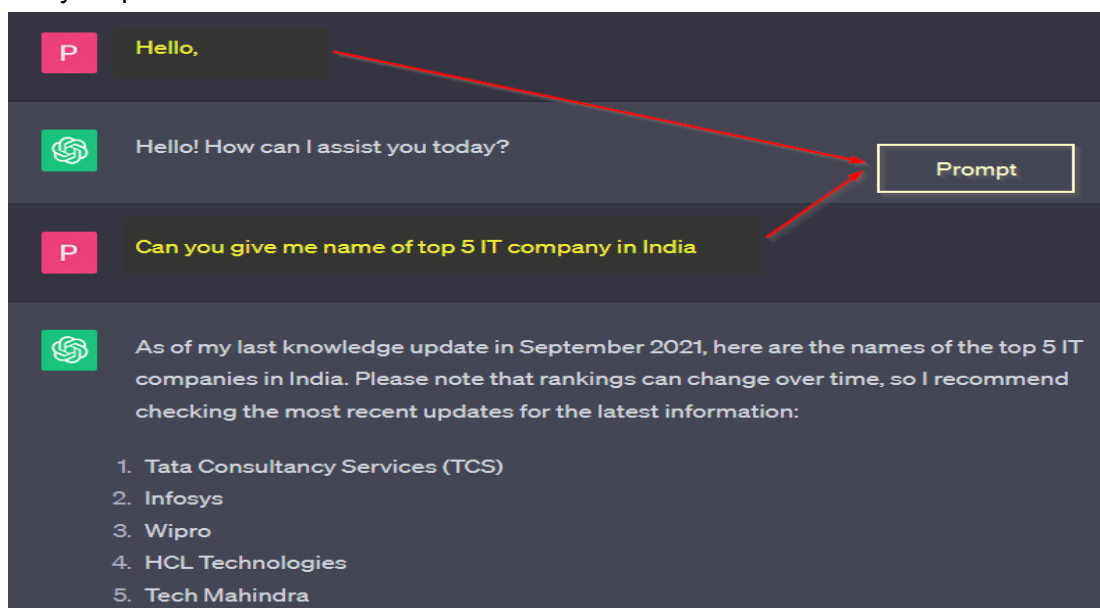 P Hello,
Hello! How can I assist you today?
Prompt
P Can you give me name of top 5 IT company in India
As of my last knowledge update in September 2021, here are the names of the top 5 IT
companies in India. Please note that rankings can change over time, so I recommend
checking the most recent updates for the latest information:
1. Tata Consultancy Services (TCS)
2. Infosys
3. Wipro
4. HCL Technologies
5. Tech Mahindra